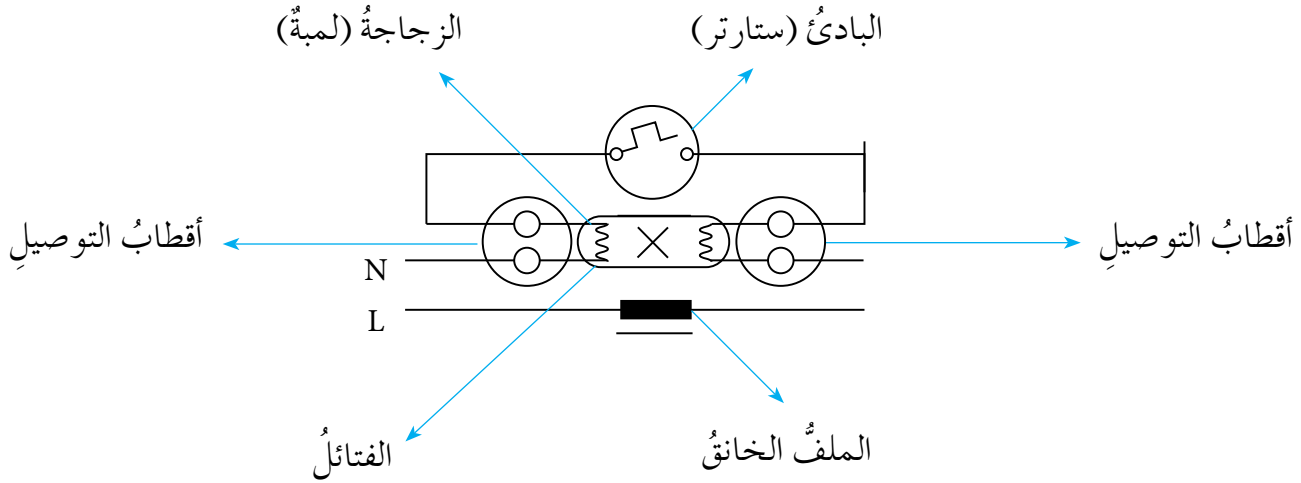 البادئُ (ستارتر)
الزجاجةُ (لمبةٌ)
أقطابُ التوصيلِ
أقطابُ التوصيلِ
N
L
الملفُّ الخانقُ
الفتائلُ